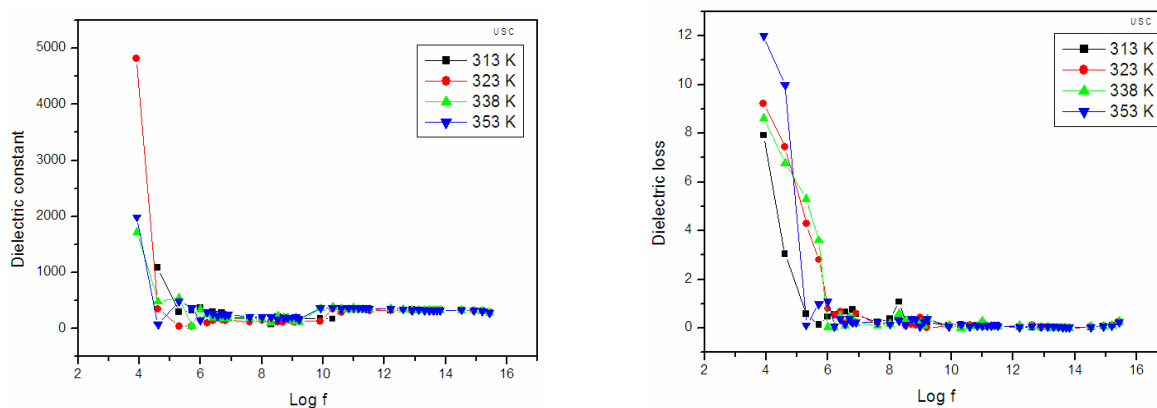 USC
313 K
323 K
338 K
353 K
5000
4000
3000
2000
1000
0
2 4 6 8 10 12 14 16
Log f
Dielectric constant
USC
313 K
323 K
338 K
353 K
12
10
8
6
4
2
0
2 4 6 8 10 12 14 16
Log f
Dielectric loss